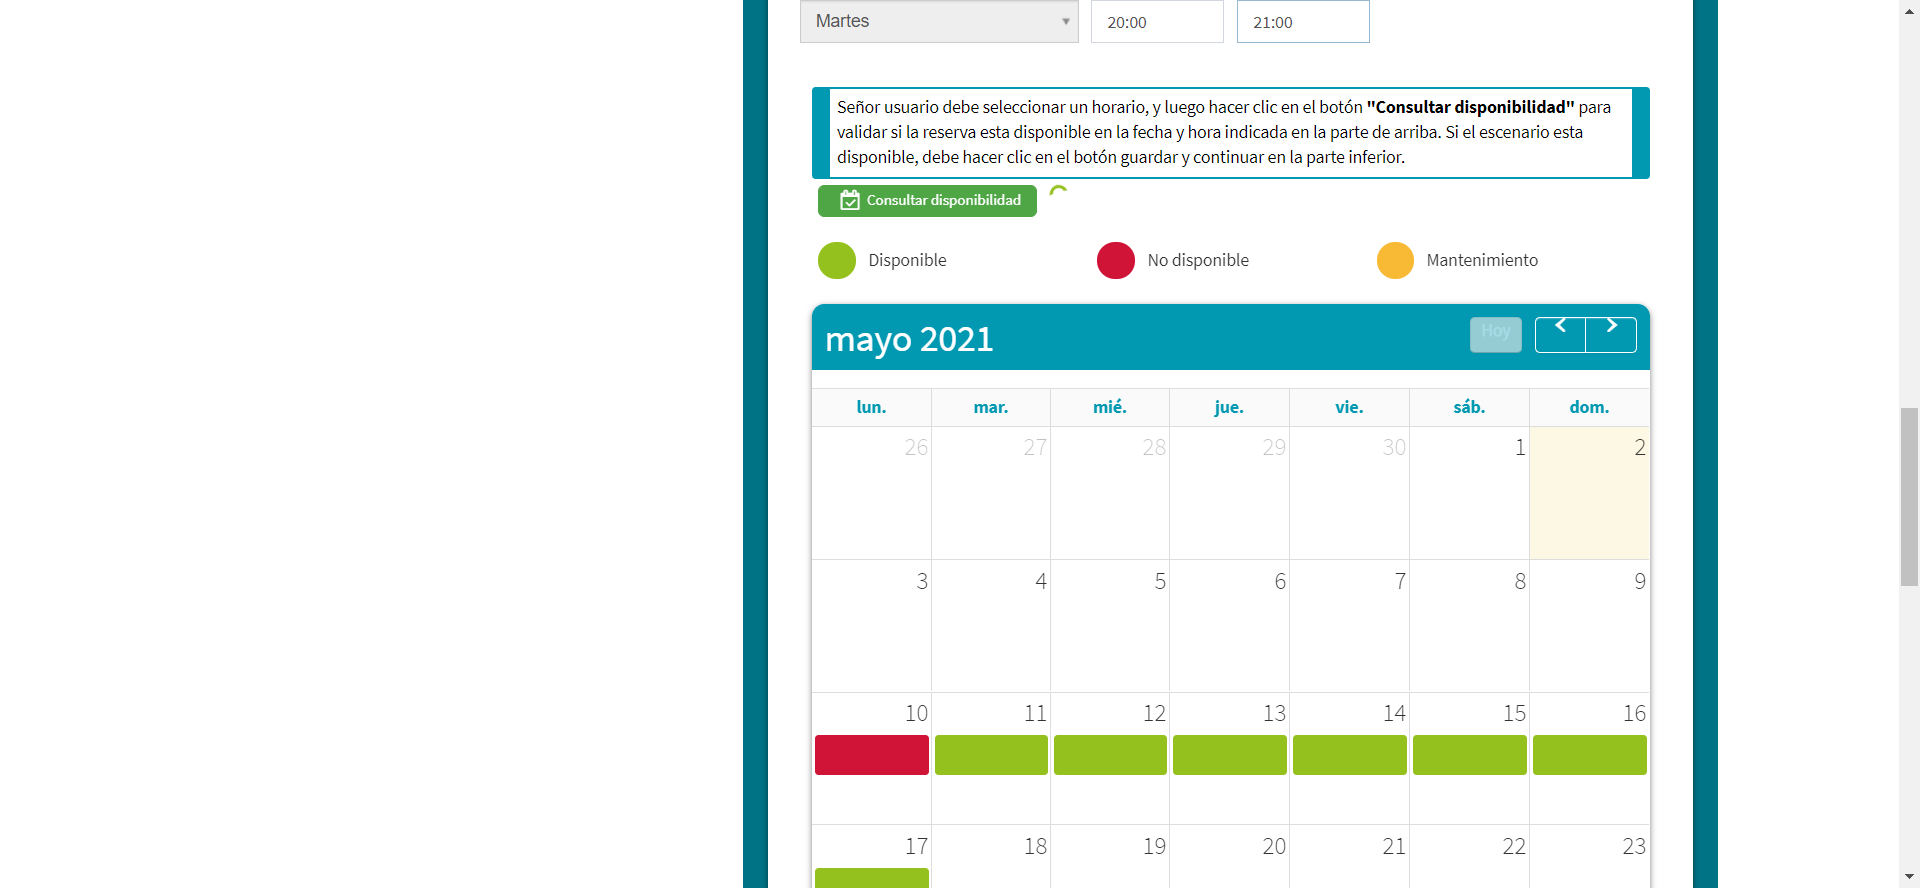 Martes 20:00 21:00
Señor usuario debe seleccionar un horario, y luego hacer clic en el botón "Consultar disponibilidad" para
validar si la reserva esta disponible en la fecha y hora indicada en la parte de arriba. Si el escenario esta
disponible, debe hacer clic en el botón guardar y continuar en la parte inferior.
Consultar disponibilidad
Disponible No disponible Mantenimiento
mayo 2021 Hoy
lun. mar. mié. jue. vie. sáb. dom.
26 27 28 29 30 1 2
3 4 5 6 7 8 9
10 11 12 13 14 15 16
17 18 19 20 21 22 23